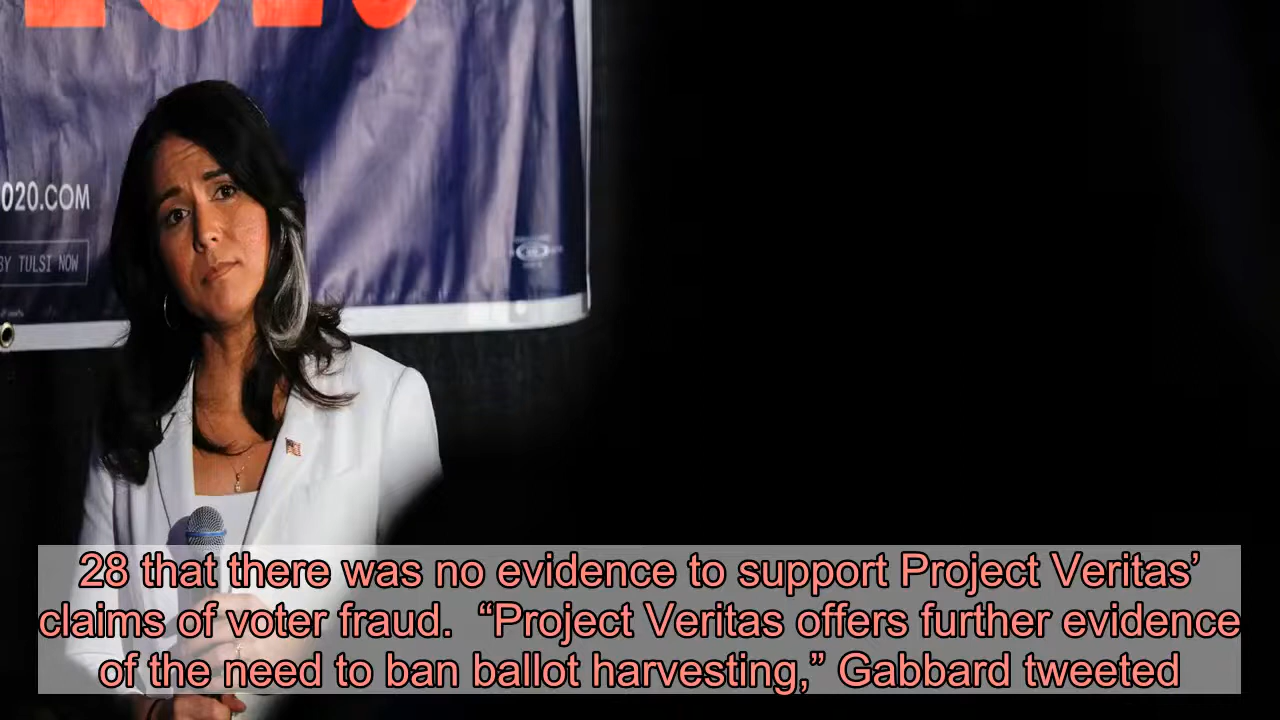 2020
020.COM
BY TULSI NOW
28 that there was no evidence to support Project Veritas’
claims of voter fraud.  “Project Veritas offers further evidence
of the need to ban ballot harvesting,” Gabbard tweeted